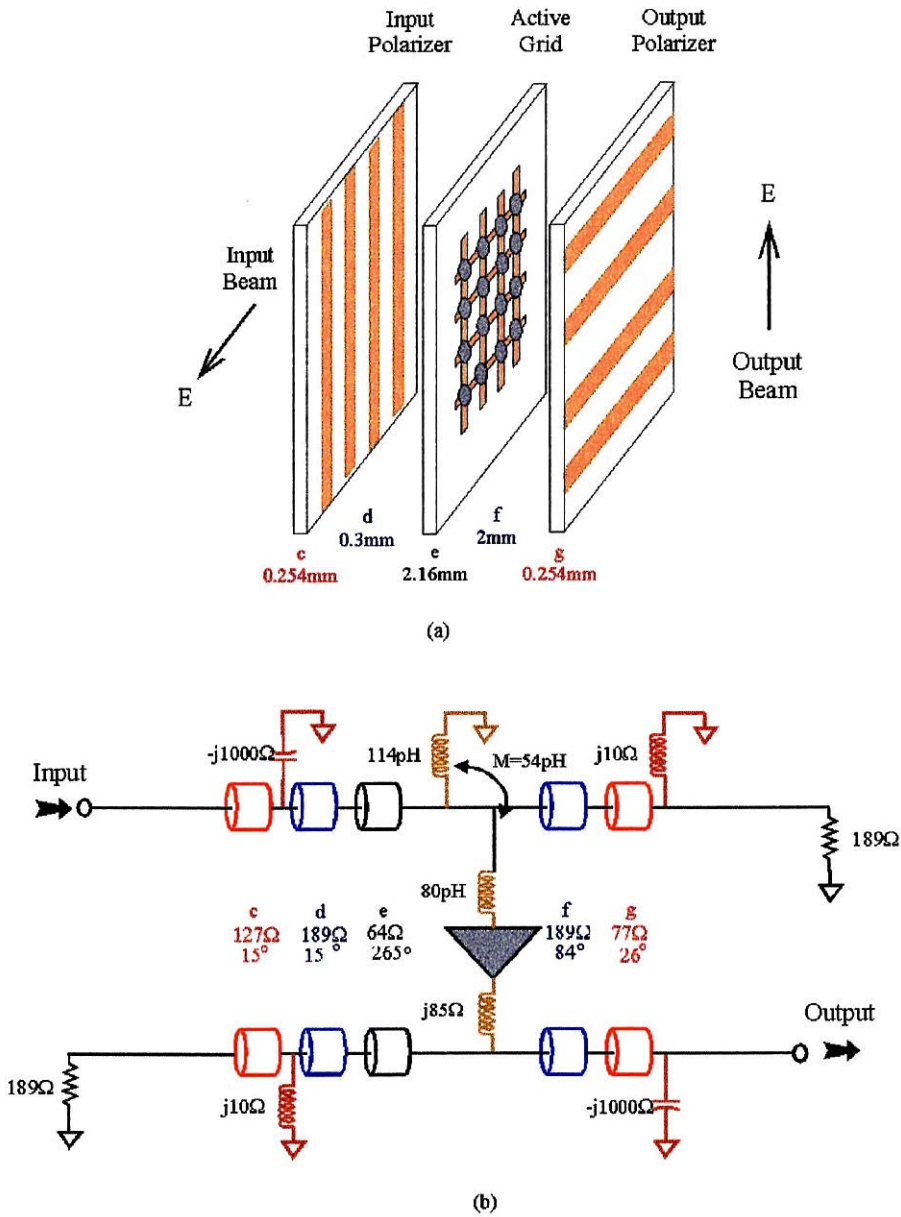 Input
Polarizer
Active
Grid
Output
Polarizer
Input
Beam
E
E
Output
Beam
d
0.3mm
f
2mm
c
0.254mm
e
2.16mm
g
0.254mm
(a)
-j1000Ω
114pH
M=54pH
j10Ω
Input
189Ω
80pH
c
127Ω
15°
d
189Ω
15°
e
64Ω
265°
f
189Ω
84°
g
77Ω
26°
j85Ω
Output
189Ω
j10Ω
-j1000Ω
(b)